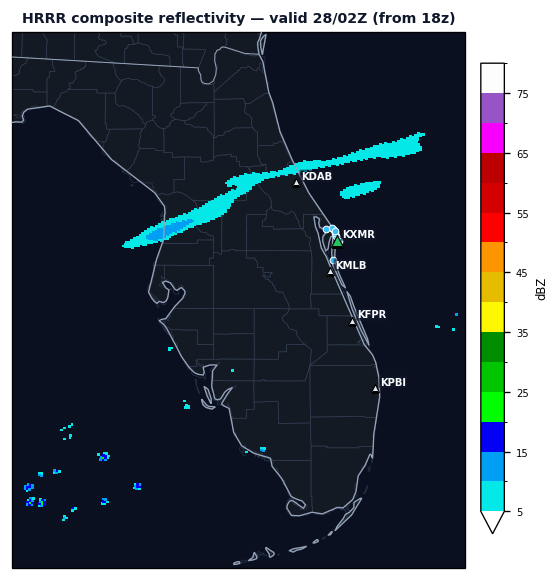 HRRR composite reflectivity — valid 28/02Z (from 18z)
KDAB
KXMR
KMLB
KFPR
KPBI
75
65
55
45
35
25
15
5
dBZ